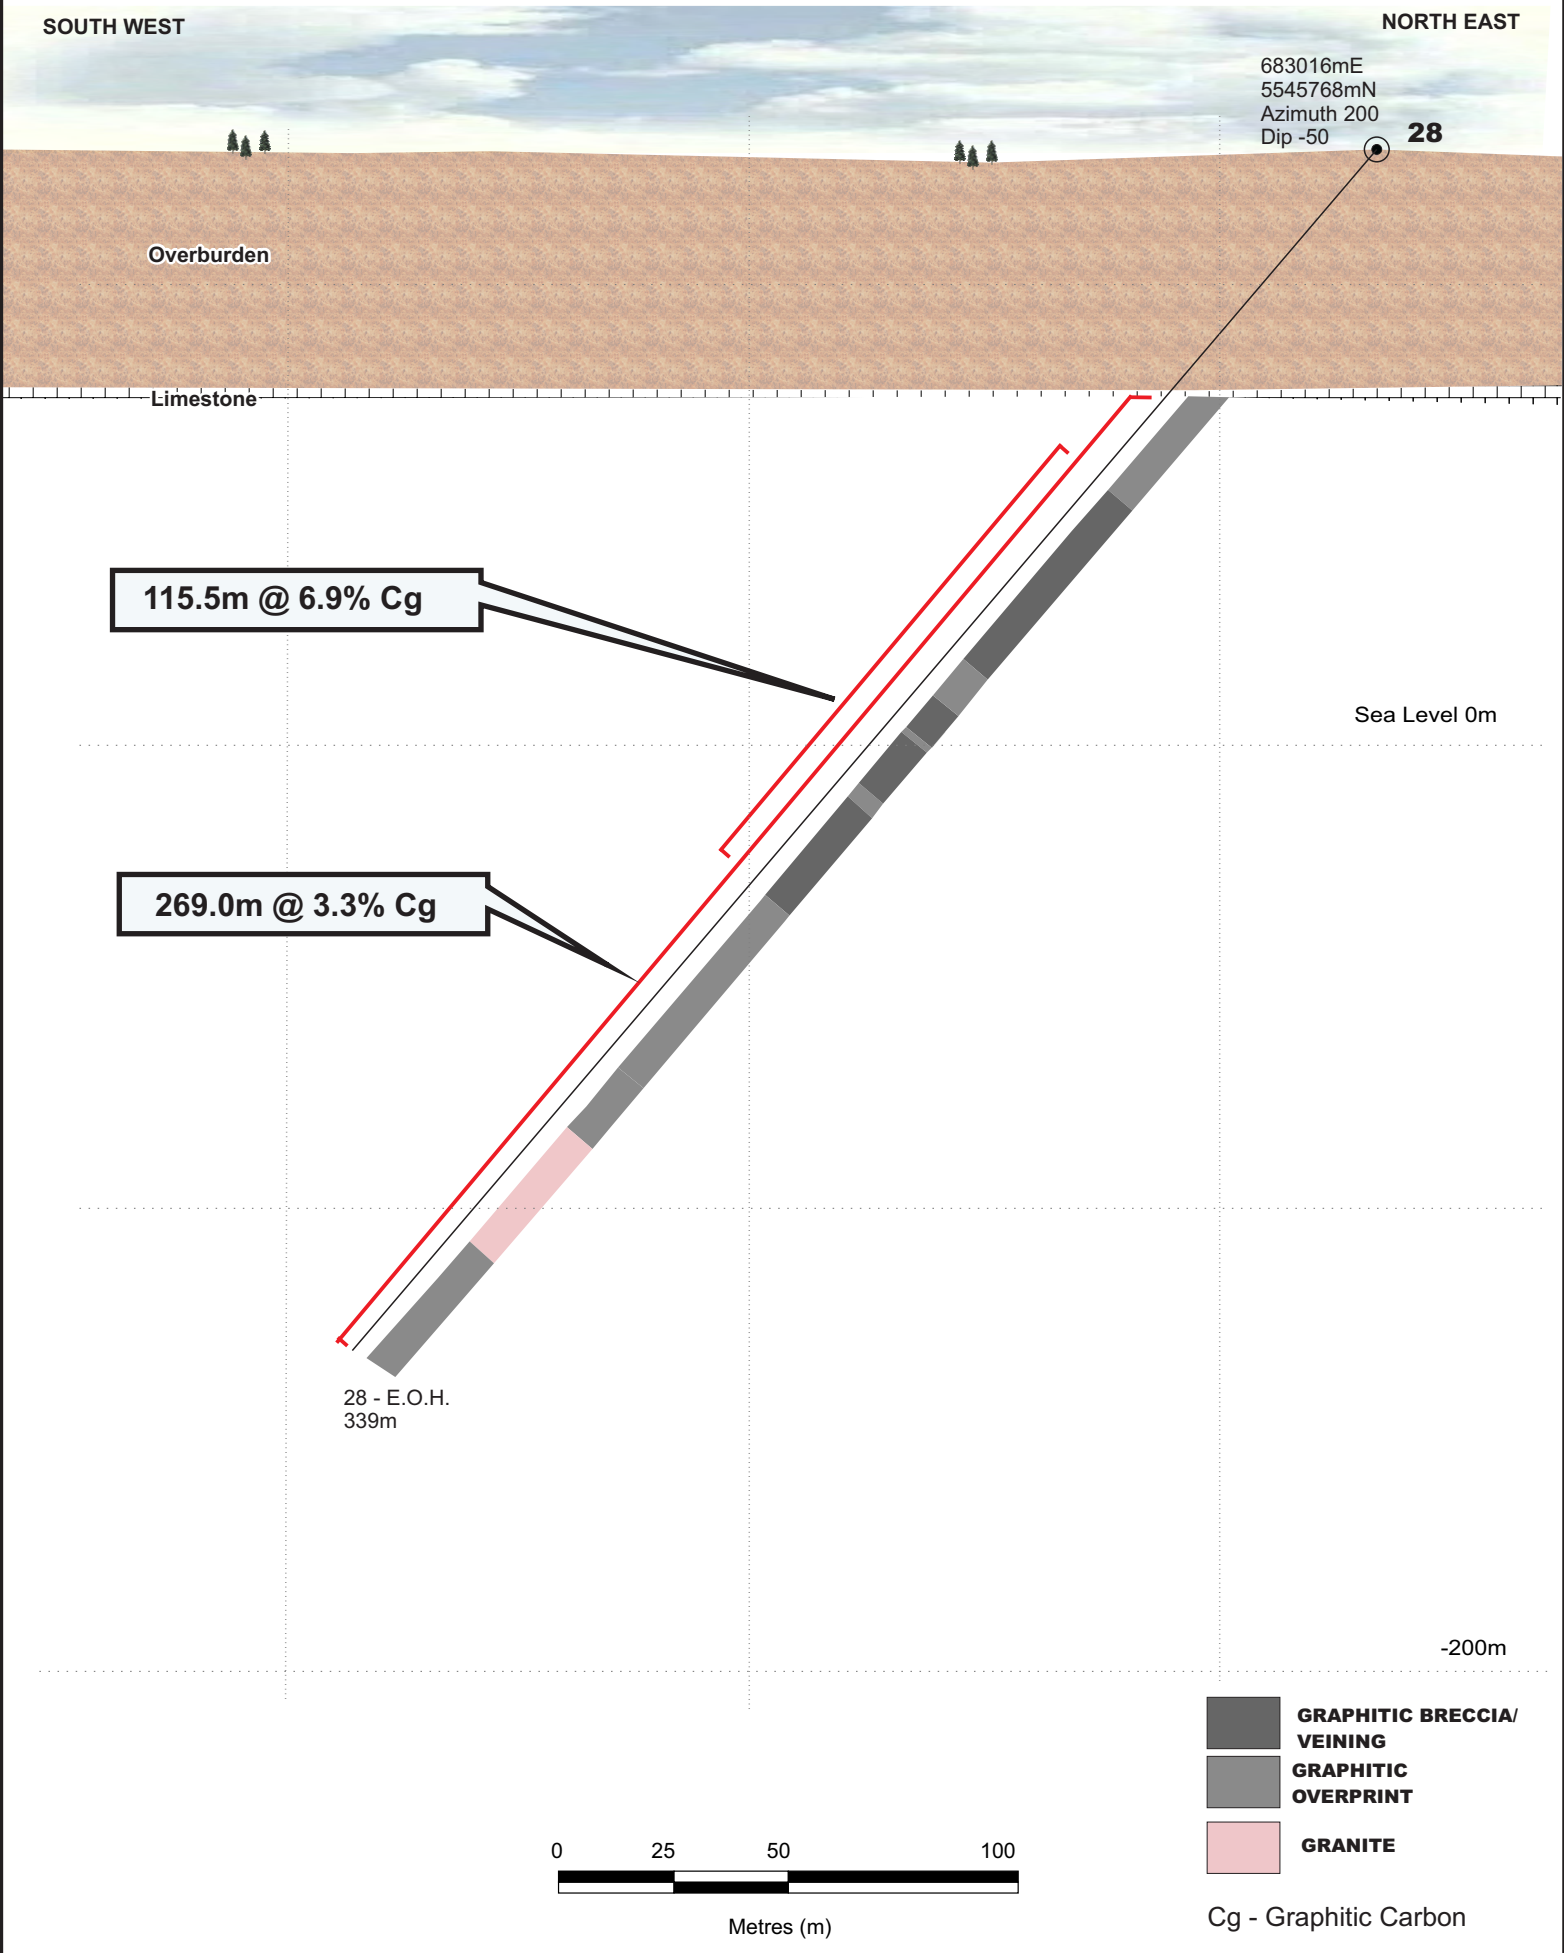 SOUTH WEST
NORTH EAST
683016mE
5545768mN
Azimuth 200
Dip -50
28
Overburden
Limestone
115.5m @ 6.9% Cg
Sea Level 0m
269.0m @ 3.3% Cg
28 - E.O.H.
339m
-200m
GRAPHITIC BRECCIA/
VEINING
GRAPHITIC
OVERPRINT
GRANITE
Cg - Graphitic Carbon
0 25 50 100
Metres (m)